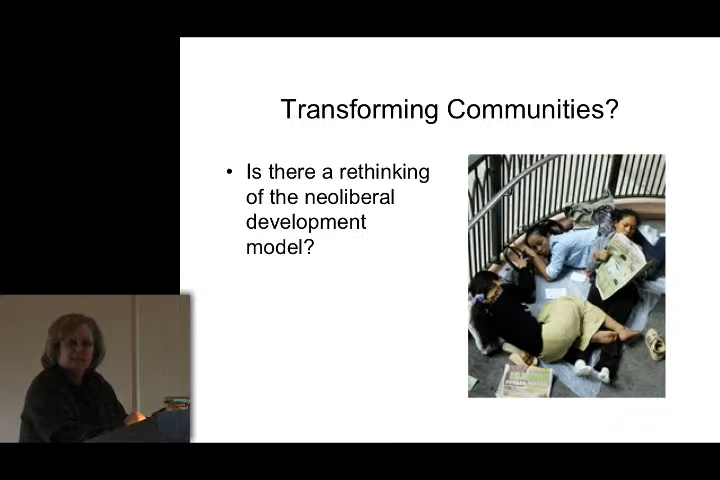 Transforming Communities?
• Is there a rethinking
of the neoliberal
development
model?